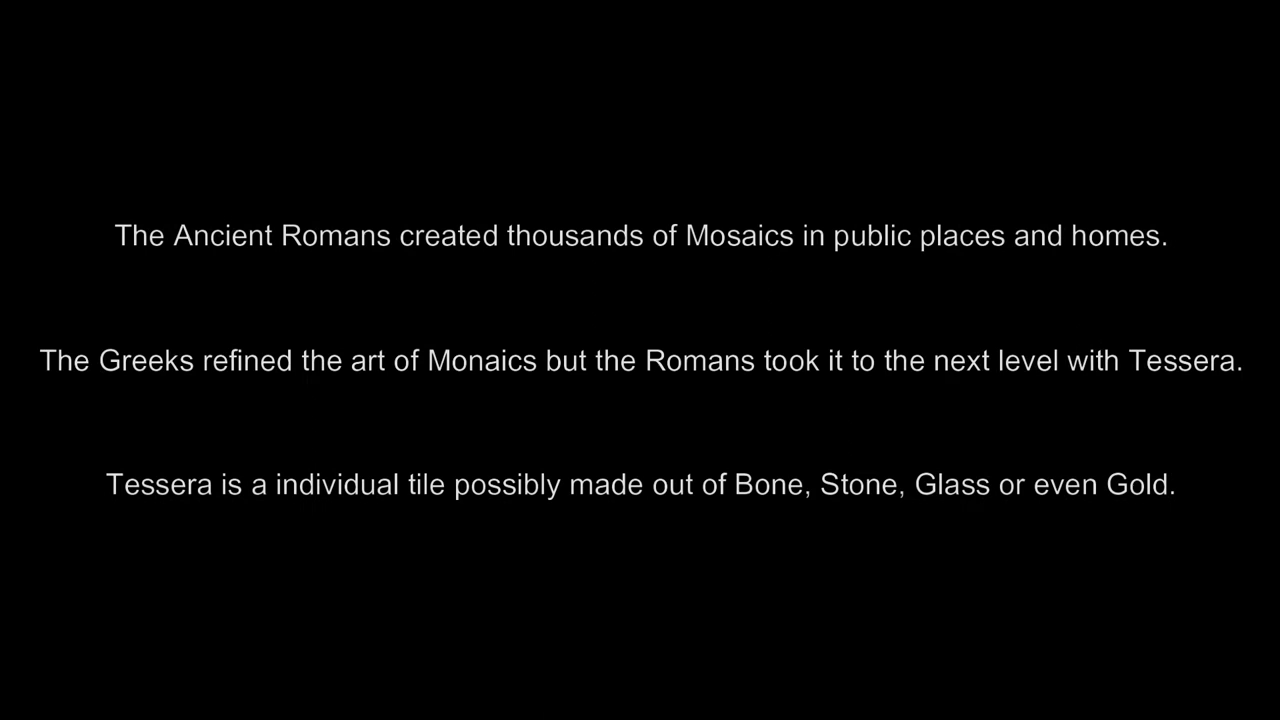 The Ancient Romans created thousands of Mosaics in public places and homes.
The Greeks refined the art of Monaics but the Romans took it to the next level with Tessera.
Tessera is a individual tile possibly made out of Bone, Stone, Glass or even Gold.